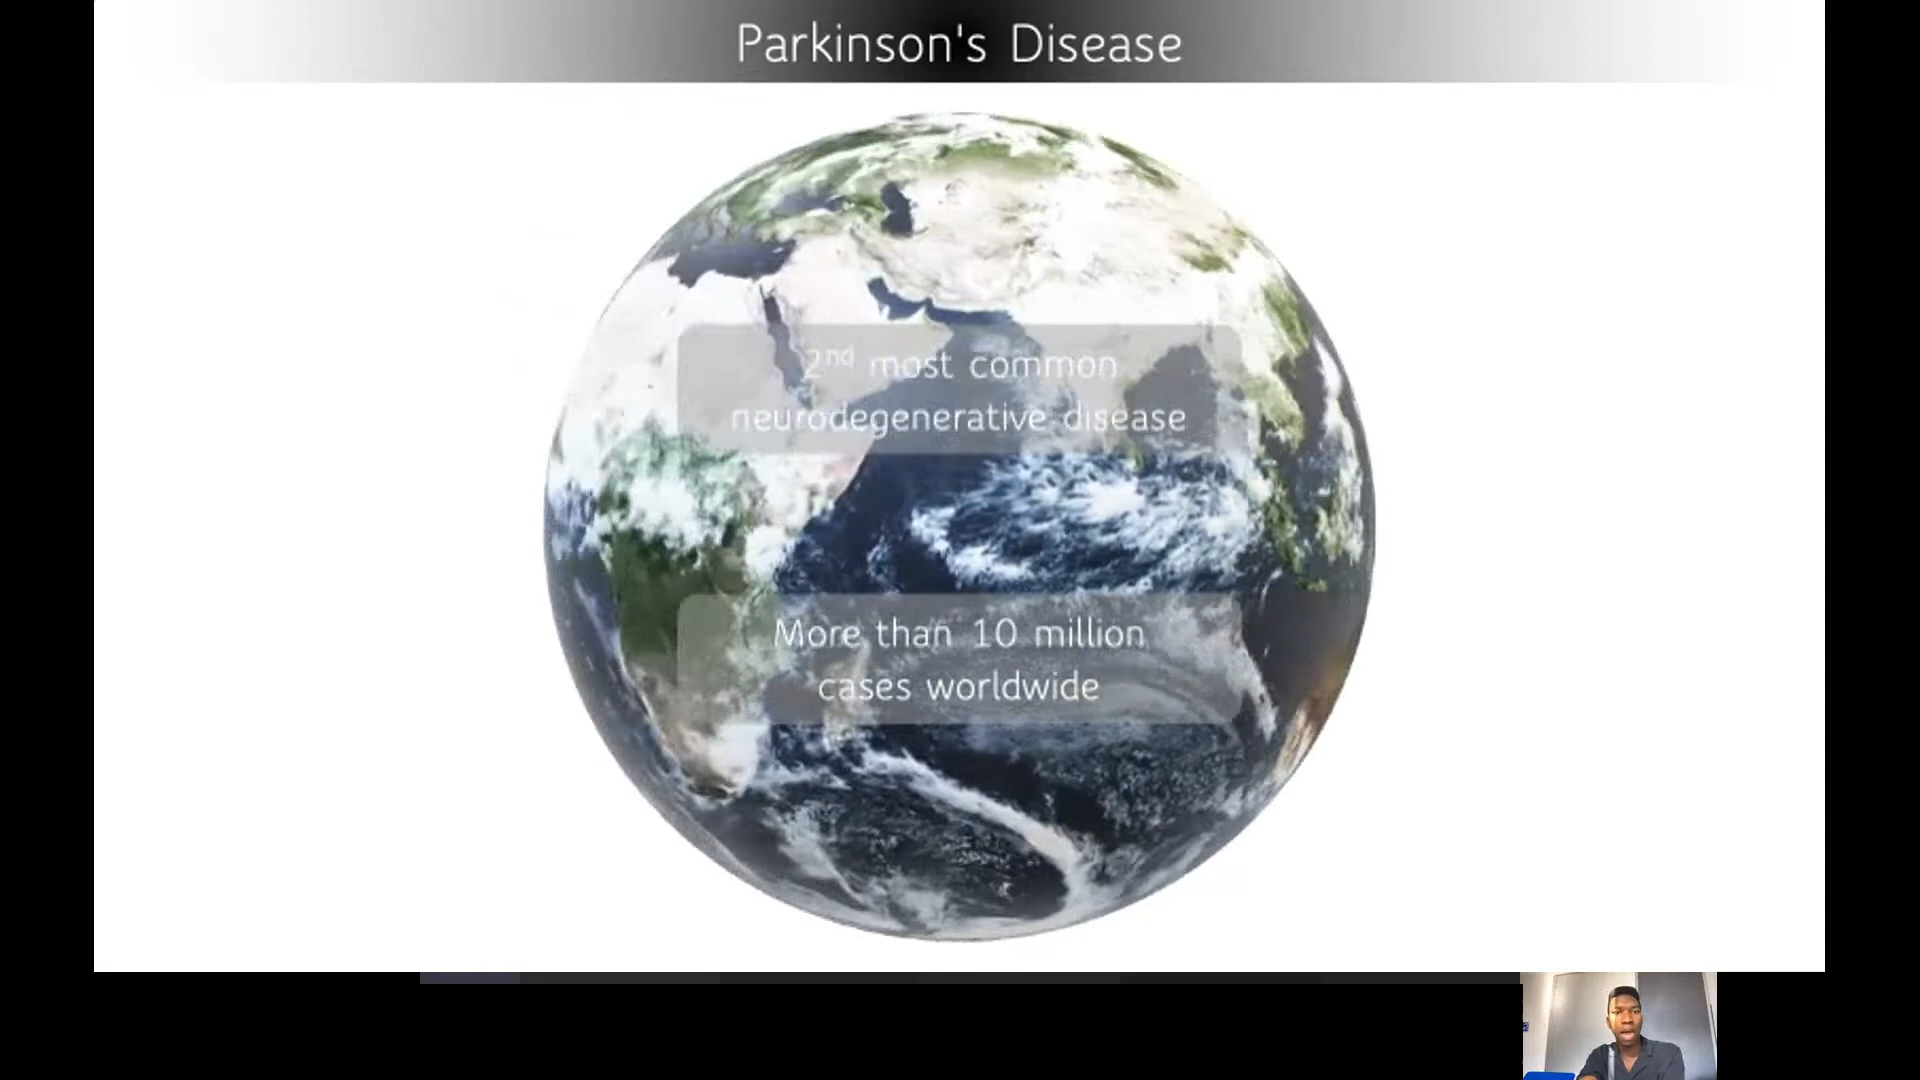 Parkinson's Disease
2nd most common
neurodegenerative disease
More than 10 million
cases worldwide